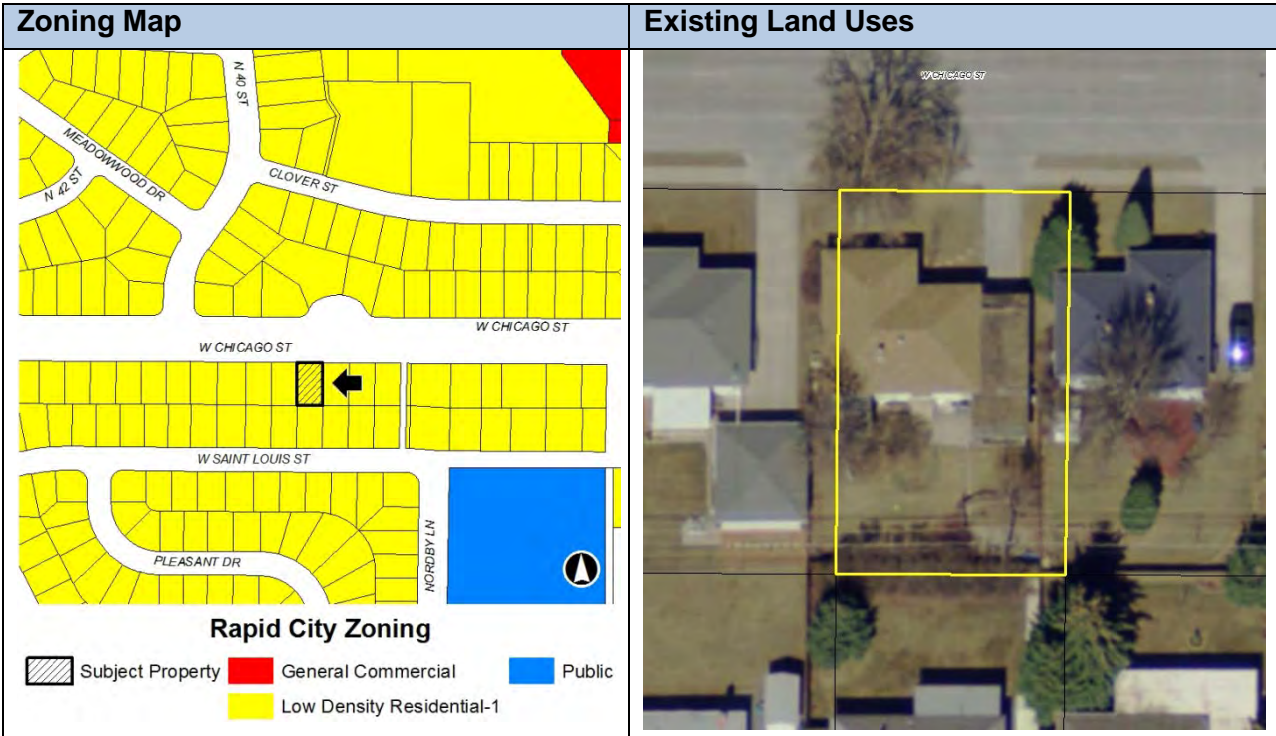 Zoning Map
Existing Land Uses
N 40 ST
MEADOWWOOD DR
N 42 ST
CLOVER ST
W CHICAGO ST
W CHICAGO ST
W SAINT LOUIS ST
PLEASANT DR
NORDBY LN
Rapid City Zoning
Subject Property
General Commercial
Public
Low Density Residential-1
W CHICAGO ST